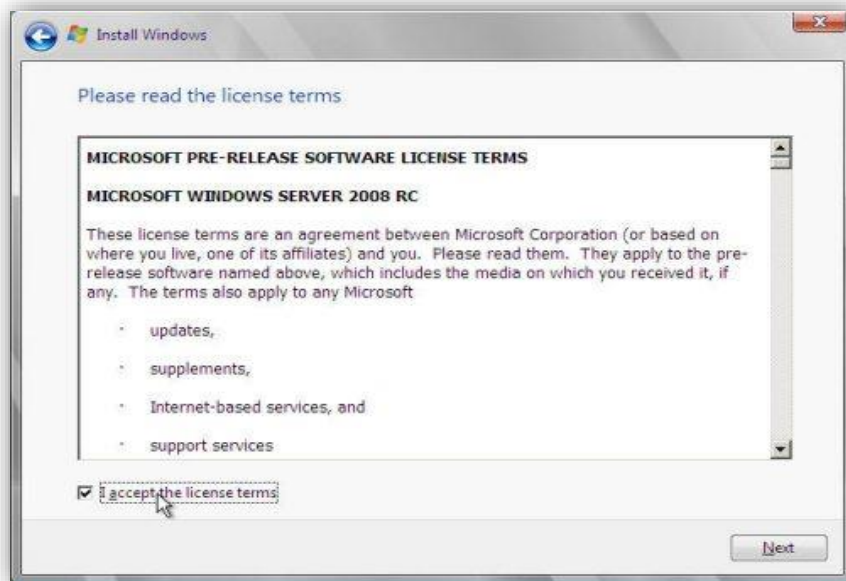 Install Windows
Please read the license terms
MICROSOFT PRE-RELEASE SOFTWARE LICENSE TERMS
MICROSOFT WINDOWS SERVER 2008 RC
These license terms are an agreement between Microsoft Corporation (or based on
where you live, one of its affiliates) and you. Please read them. They apply to the pre-
release software named above, which includes the media on which you received it, if
any. The terms also apply to any Microsoft
· updates,
· supplements,
· Internet-based services, and
· support services
I accept the license terms
Next